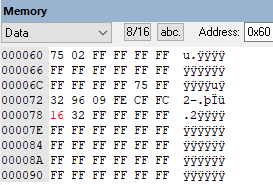 Memory
Data 8/16 abc. Address: 0x60
000060 75 02 FF FF FF FF u.ÿÿÿÿ
000066 FF FF FF FF FF FF ÿÿÿÿÿÿ
00006C FF FF FF FF 75 FF ÿÿÿÿuÿ
000072 32 96 09 FE CF FC 2–.þÏü
000078 16 32 FF FF FF FF .2ÿÿÿÿ
00007E FF FF FF FF FF FF ÿÿÿÿÿÿ
000084 FF FF FF FF FF FF ÿÿÿÿÿÿ
00008A FF FF FF FF FF FF ÿÿÿÿÿÿ
000090 FF FF FF FF FF FF ÿÿÿÿÿÿ